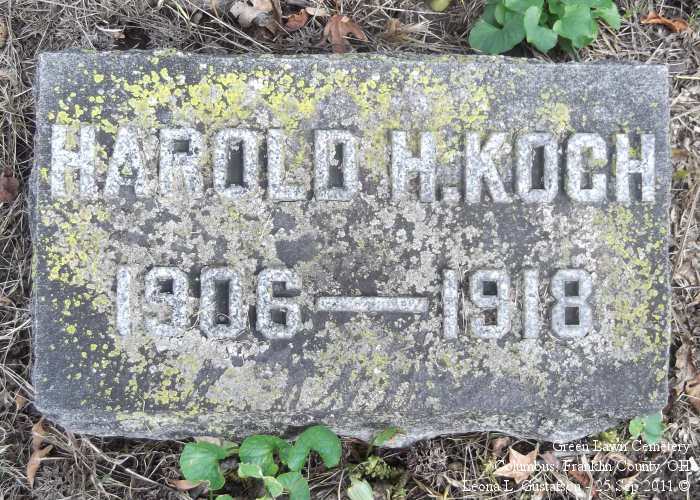 HAROLD H. KOCH
1906 — 1918
Green Lawn Cemetery
Columbus, Franklin County, OH
Leona L. Gustafson - 25 Sep 2011 ©